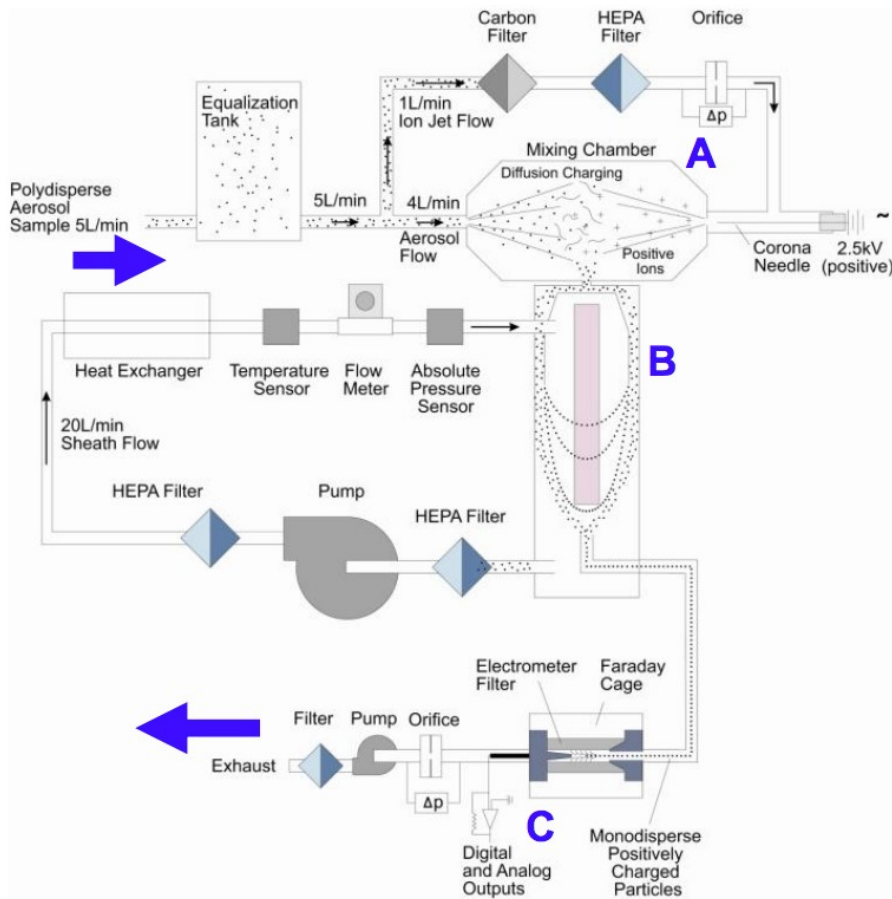 Carbon
Filter
HEPA
Filter
Orifice
Equalization
Tank
1L/min
Ion Jet Flow
Δp
A
Mixing Chamber
Diffusion Charging
Polydisperse
Aerosol
Sample 5L/min
5L/min
4L/min
Aerosol
Flow
Positive
Ions
Corona
Needle
~
2.5kV
(positive)
Heat Exchanger
Temperature
Sensor
Flow
Meter
Absolute
Pressure
Sensor
B
20L/min
Sheath Flow
HEPA Filter
Pump
HEPA Filter
Electrometer
Filter
Faraday
Cage
Filter
Pump
Orifice
Exhaust
Δp
C
Digital
and Analog
Outputs
Monodisperse
Positively
Charged
Particles